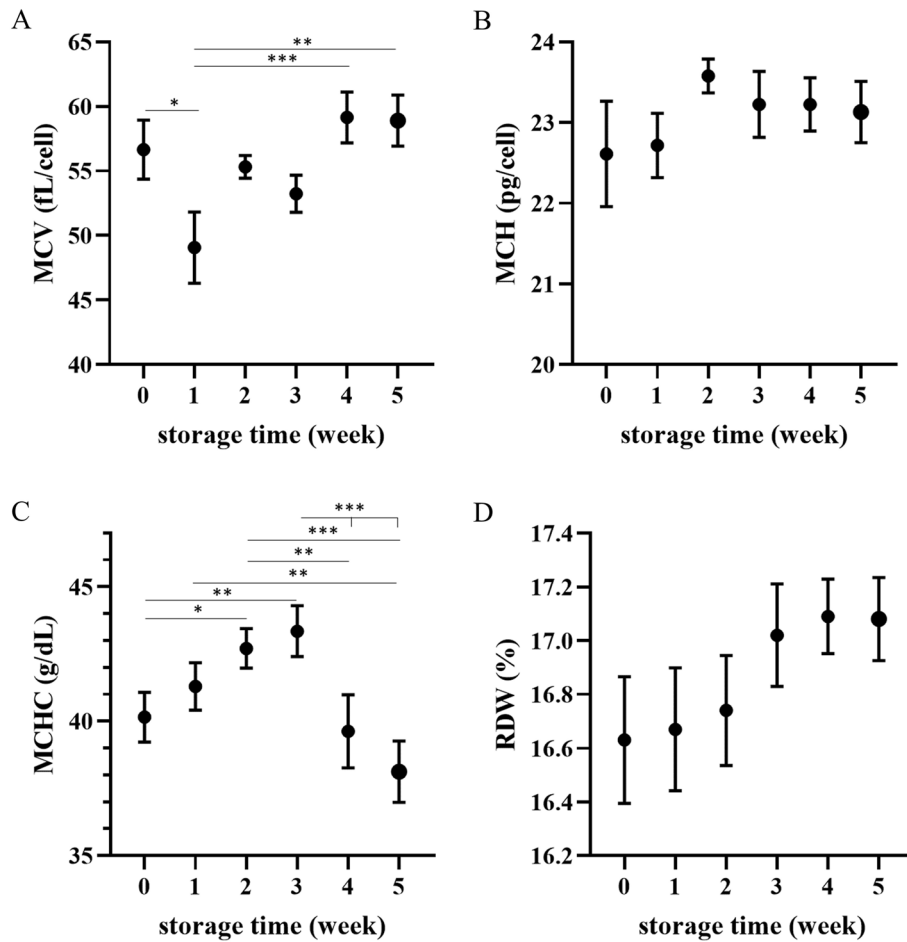 A
MCV (fL/cell)
65
60
55
50
45
40
**
***
*
0 1 2 3 4 5
storage time (week)
B
MCH (pg/cell)
24
23
22
21
20
0 1 2 3 4 5
storage time (week)
C
MCHC (g/dL)
45
40
35
***
***
**
**
**
*
0 1 2 3 4 5
storage time (week)
D
RDW (%)
17.4
17.2
17.0
16.8
16.6
16.4
16.2
0 1 2 3 4 5
storage time (week)